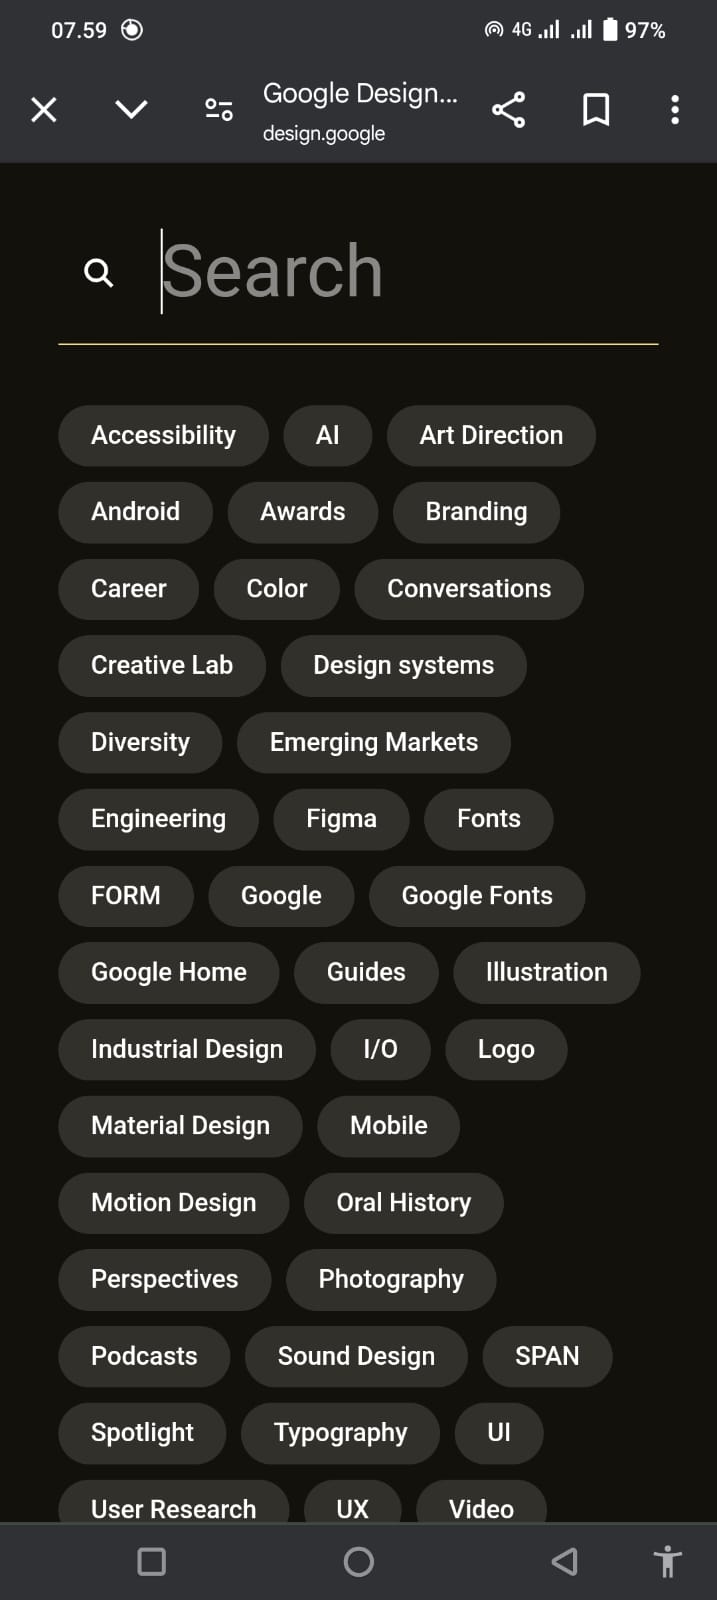 07.59 4G 97%
Google Design...
design.google
Search
Accessibility AI Art Direction
Android Awards Branding
Career Color Conversations
Creative Lab Design systems
Diversity Emerging Markets
Engineering Figma Fonts
FORM Google Google Fonts
Google Home Guides Illustration
Industrial Design I/O Logo
Material Design Mobile
Motion Design Oral History
Perspectives Photography
Podcasts Sound Design SPAN
Spotlight Typography UI
User Research UX Video